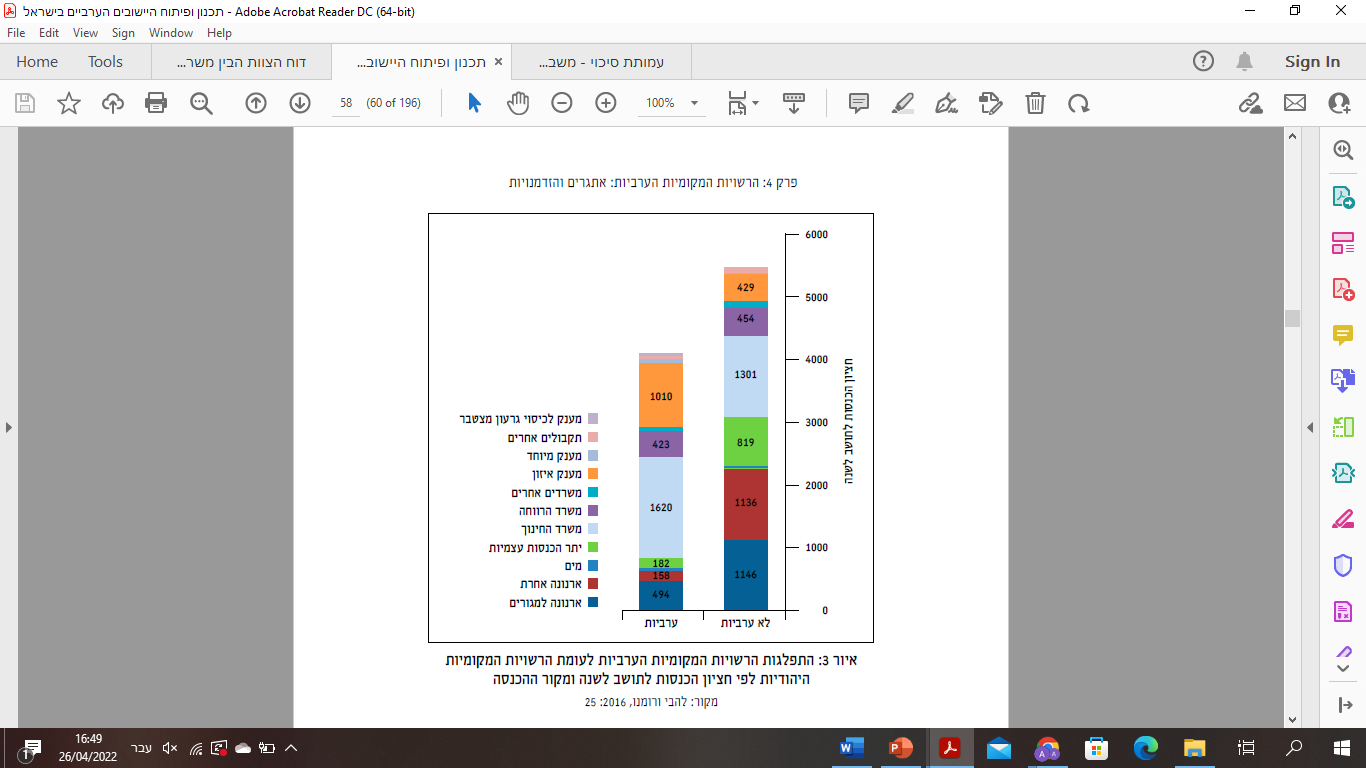 תכנון ופיתוח היישובים הערביים בישראל - Adobe Acrobat Reader DC (64-bit)
File Edit View Sign Window Help
Home Tools דוח הצוות הבין משר... תכנון ופיתוח היישוב... עמותת סיכוי - משב... Sign In
58 (60 of 196) 100%
פרק 4: הרשויות המקומיות הערביות: אתגרים והזדמנויות
6000
5000
4000
3000
2000
1000
0
חציון הכנסות לתושב לשנה
429
454
1301
819
1136
1146
לא ערביות
1010
423
1620
182
158
494
ערביות
מענק לכיסוי גרעון מצטבר
תקבולים אחרים
מענק מיוחד
מענק איזון
משרדים אחרים
משרד הרווחה
משרד החינוך
יתר הכנסות עצמיות
מים
ארנונה אחרת
ארנונה למגורים
איור 3: התפלגות הרשויות המקומיות הערביות לעומת הרשויות המקומיות
היהודיות לפי חציון הכנסות לתושב לשנה ומקור ההכנסה
מקור: להבי ורומנו, 2016: 25
16:49
עבר
26/04/2022
1